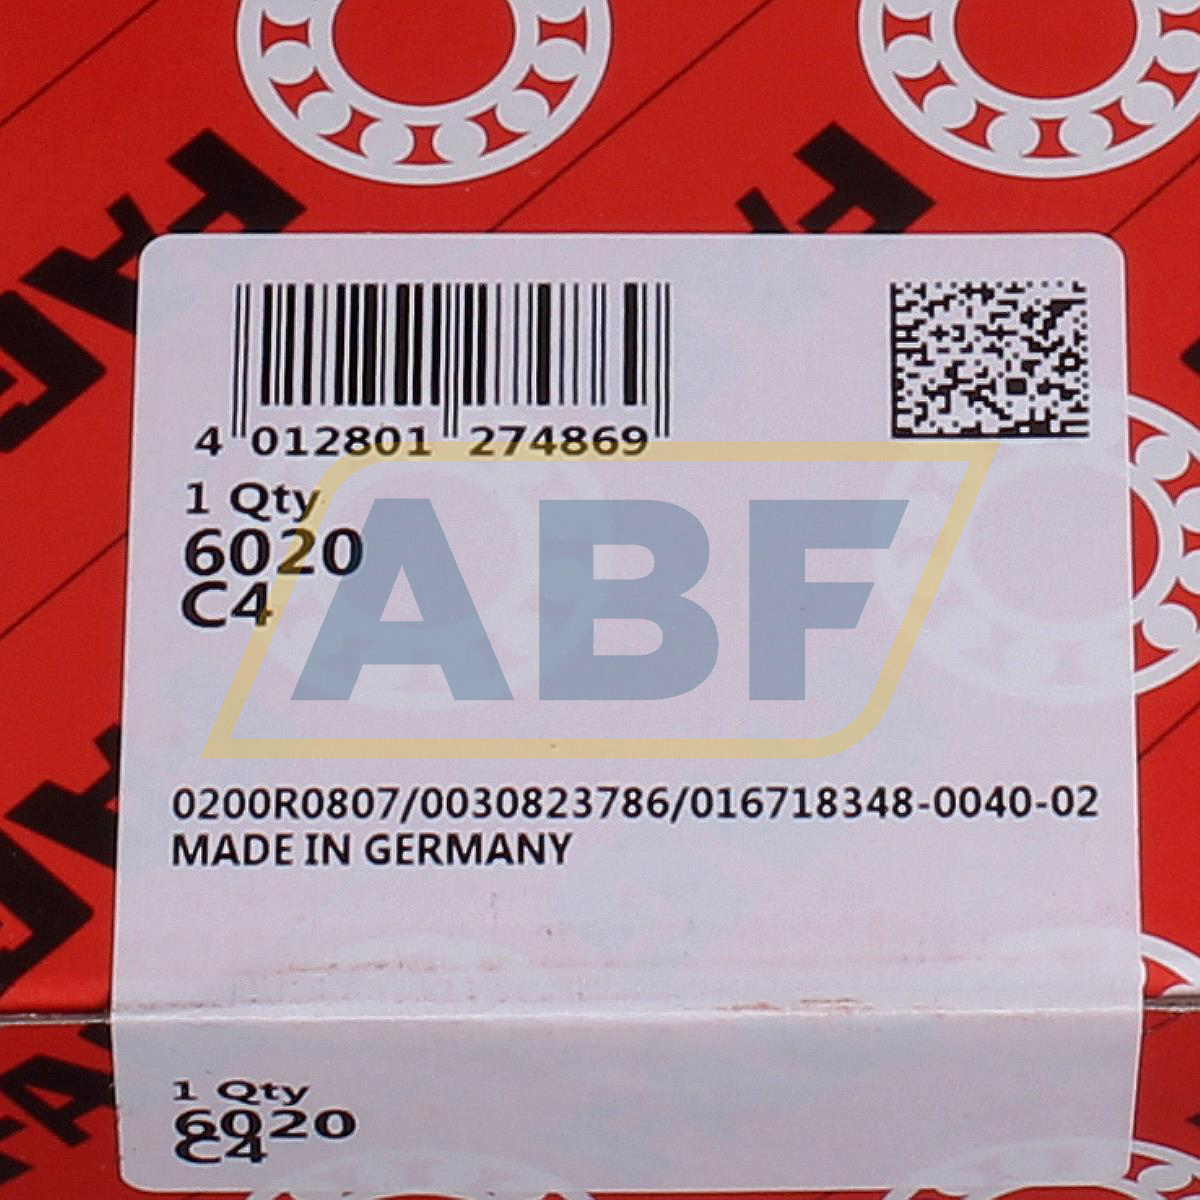 FAG
4 012801 274869
1 Qty
6020
C4
ABF
0200R0807/0030823786/016718348-0040-02
MADE IN GERMANY
1 Qty
6020
C4